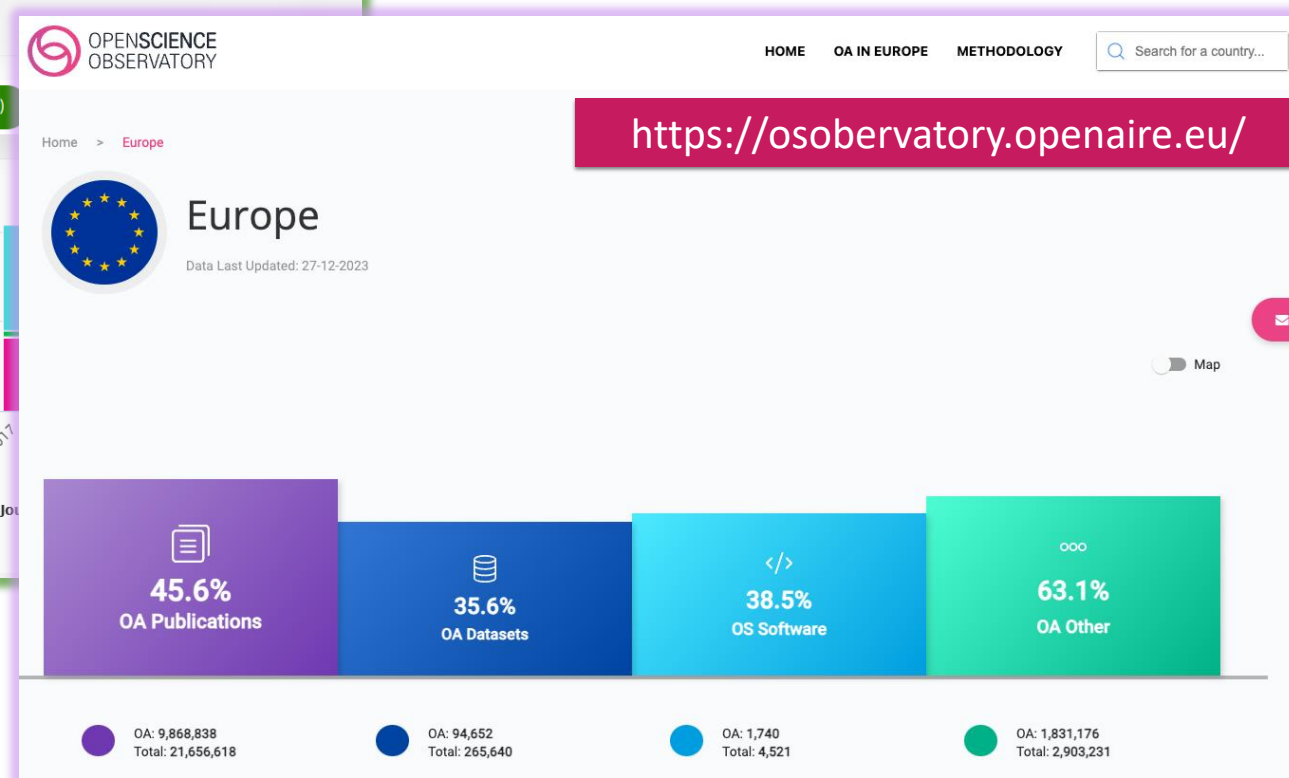 OPENSCIENCE
OBSERVATORY
HOME OA IN EUROPE METHODOLOGY Search for a country...
)
Home > Europe
https://osobervatory.openaire.eu/
Europe
Data Last Updated: 27-12-2023
Map
Jou
45.6%
OA Publications
35.6%
OA Datasets
</>
38.5%
OS Software
63.1%
OA Other
OA: 9,868,838
Total: 21,656,618
OA: 94,652
Total: 265,640
OA: 1,740
Total: 4,521
OA: 1,831,176
Total: 2,903,231